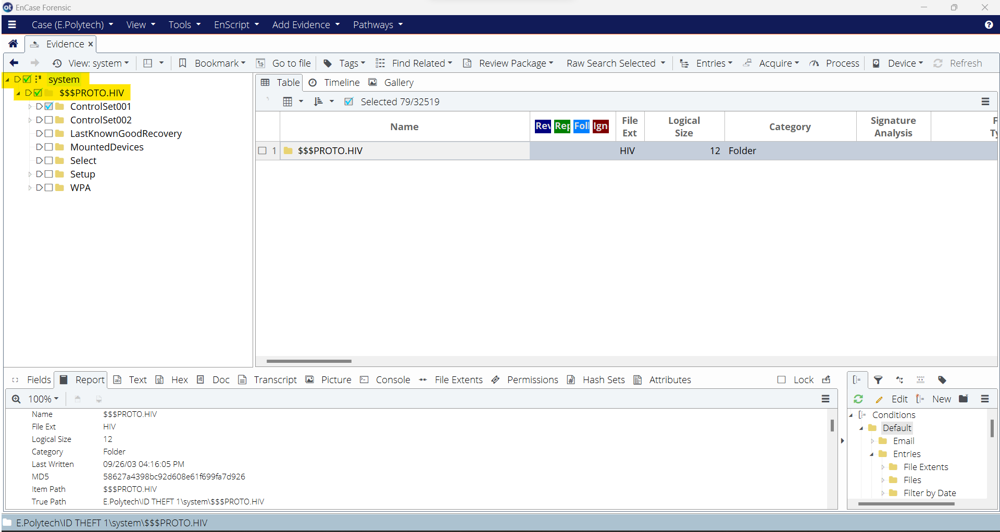 EnCase Forensic
Case (E.Polytech) View Tools EnScript Add Evidence Pathways
Evidence
View: system Bookmark Go to file Tags Find Related Review Package Raw Search Selected Entries Acquire Process Device Refresh
system
$$$PROTO.HIV
ControlSet001
ControlSet002
LastKnownGoodRecovery
MountedDevices
Select
Setup
WPA
Table Timeline Gallery
Selected 79/32519
Name Rev Rep Foll Ign File Ext Logical Size Category Signature Analysis
1 $$$PROTO.HIV HIV 12 Folder
Fields Report Text Hex Doc Transcript Picture Console File Extents Permissions Hash Sets Attributes Lock
100%
Name $$$PROTO.HIV
File Ext HIV
Logical Size 12
Category Folder
Last Written 09/26/03 04:16:05 PM
MD5 58627a4398bc92d608e61f699fa7d926
Item Path $$$PROTO.HIV
True Path E.Polytech\ID THEFT 1\system\$$$PROTO.HIV
Edit New
Conditions
Default
Email
Entries
File Extents
Files
Filter by Date
E.Polytech\ID THEFT 1\system\$$$PROTO.HIV